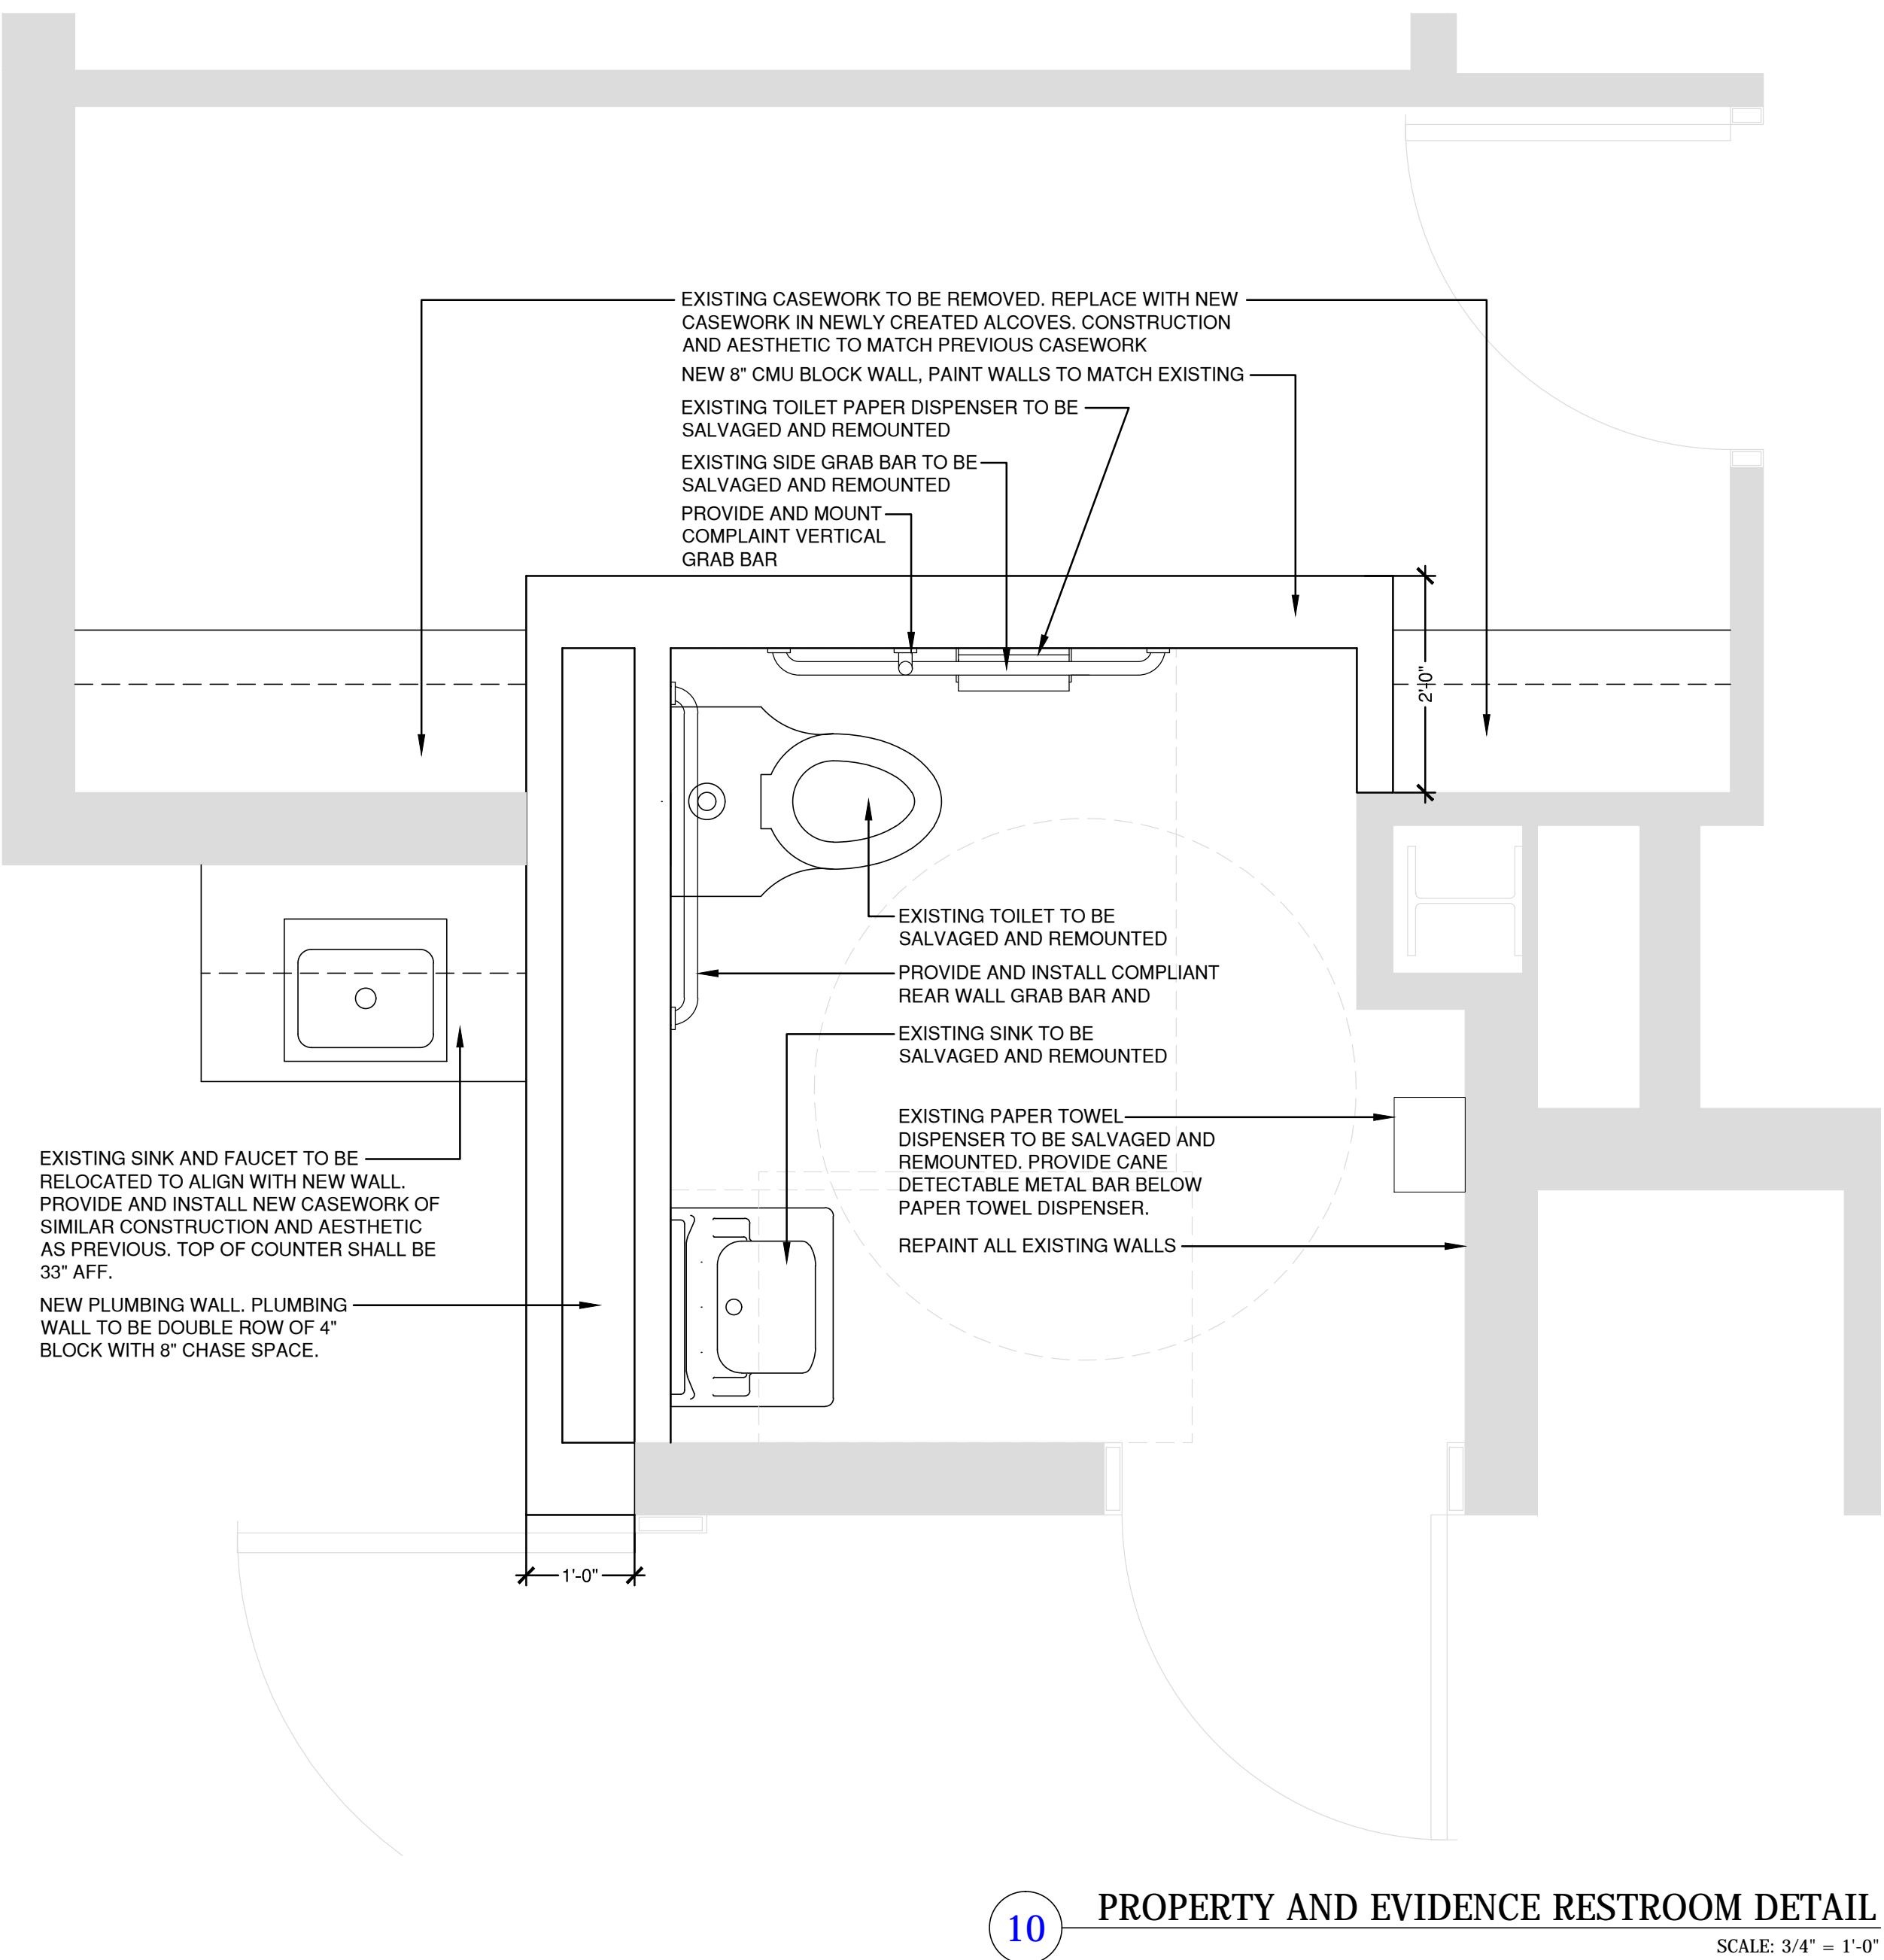 EXISTING CASEWORK TO BE REMOVED. REPLACE WITH NEW
CASEWORK IN NEWLY CREATED ALCOVES. CONSTRUCTION
AND AESTHETIC TO MATCH PREVIOUS CASEWORK
NEW 8" CMU BLOCK WALL, PAINT WALLS TO MATCH EXISTING
EXISTING TOILET PAPER DISPENSER TO BE
SALVAGED AND REMOUNTED
EXISTING SIDE GRAB BAR TO BE
SALVAGED AND REMOUNTED
PROVIDE AND MOUNT
COMPLAINT VERTICAL
GRAB BAR
2'-0"
EXISTING TOILET TO BE
SALVAGED AND REMOUNTED
PROVIDE AND INSTALL COMPLIANT
REAR WALL GRAB BAR AND
EXISTING SINK TO BE
SALVAGED AND REMOUNTED
EXISTING PAPER TOWEL
DISPENSER TO BE SALVAGED AND
REMOUNTED. PROVIDE CANE
DETECTABLE METAL BAR BELOW
PAPER TOWEL DISPENSER.
REPAINT ALL EXISTING WALLS
EXISTING SINK AND FAUCET TO BE
RELOCATED TO ALIGN WITH NEW WALL.
PROVIDE AND INSTALL NEW CASEWORK OF
SIMILAR CONSTRUCTION AND AESTHETIC
AS PREVIOUS. TOP OF COUNTER SHALL BE
33" AFF.
NEW PLUMBING WALL. PLUMBING
WALL TO BE DOUBLE ROW OF 4"
BLOCK WITH 8" CHASE SPACE.
1'-0"
10
PROPERTY AND EVIDENCE RESTROOM DETAIL
SCALE: 3/4" = 1'-0"